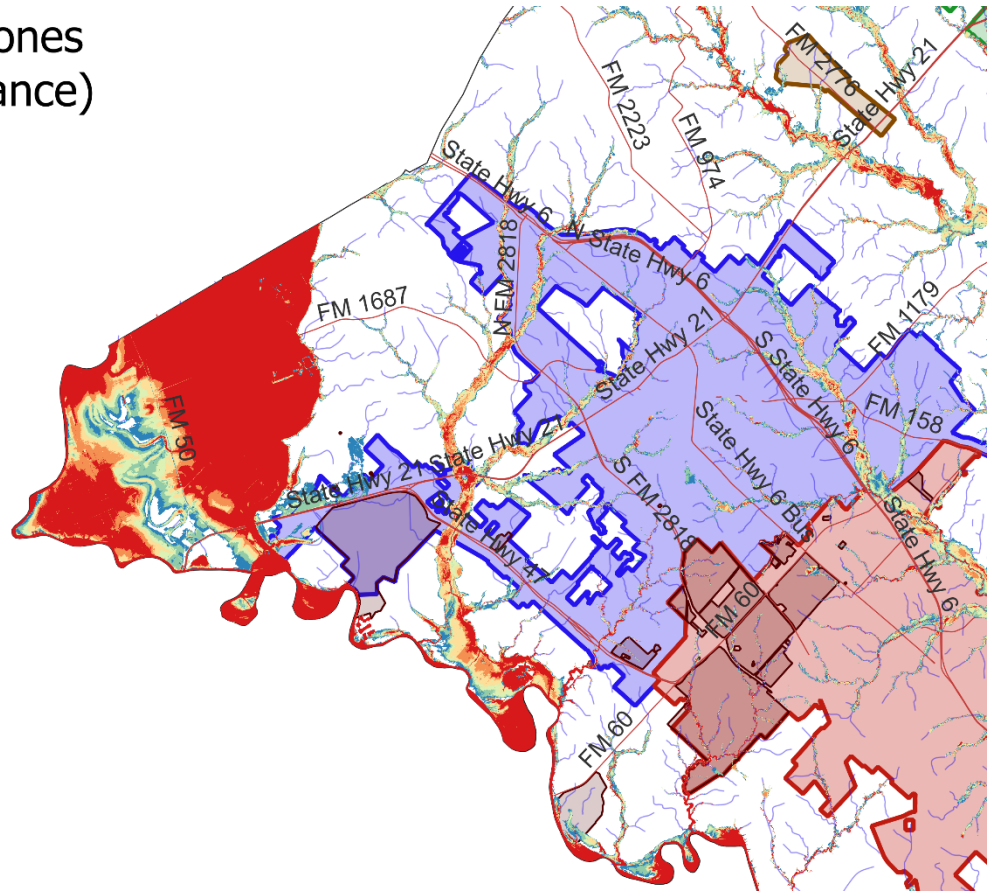 ones
ance)
FM 2776
State Hwy 21
FM 2223
FM 974
State Hwy 6
N State Hwy 6
N FM 2818
FM 1687
FM 1179
State Hwy 21
S State Hwy 6
FM 50
FM 158
State Hwy 6 Bus
State Hwy 21
State Hwy 21
S FM 2818
State Hwy 47
State Hwy 6
FM 60
FM 60